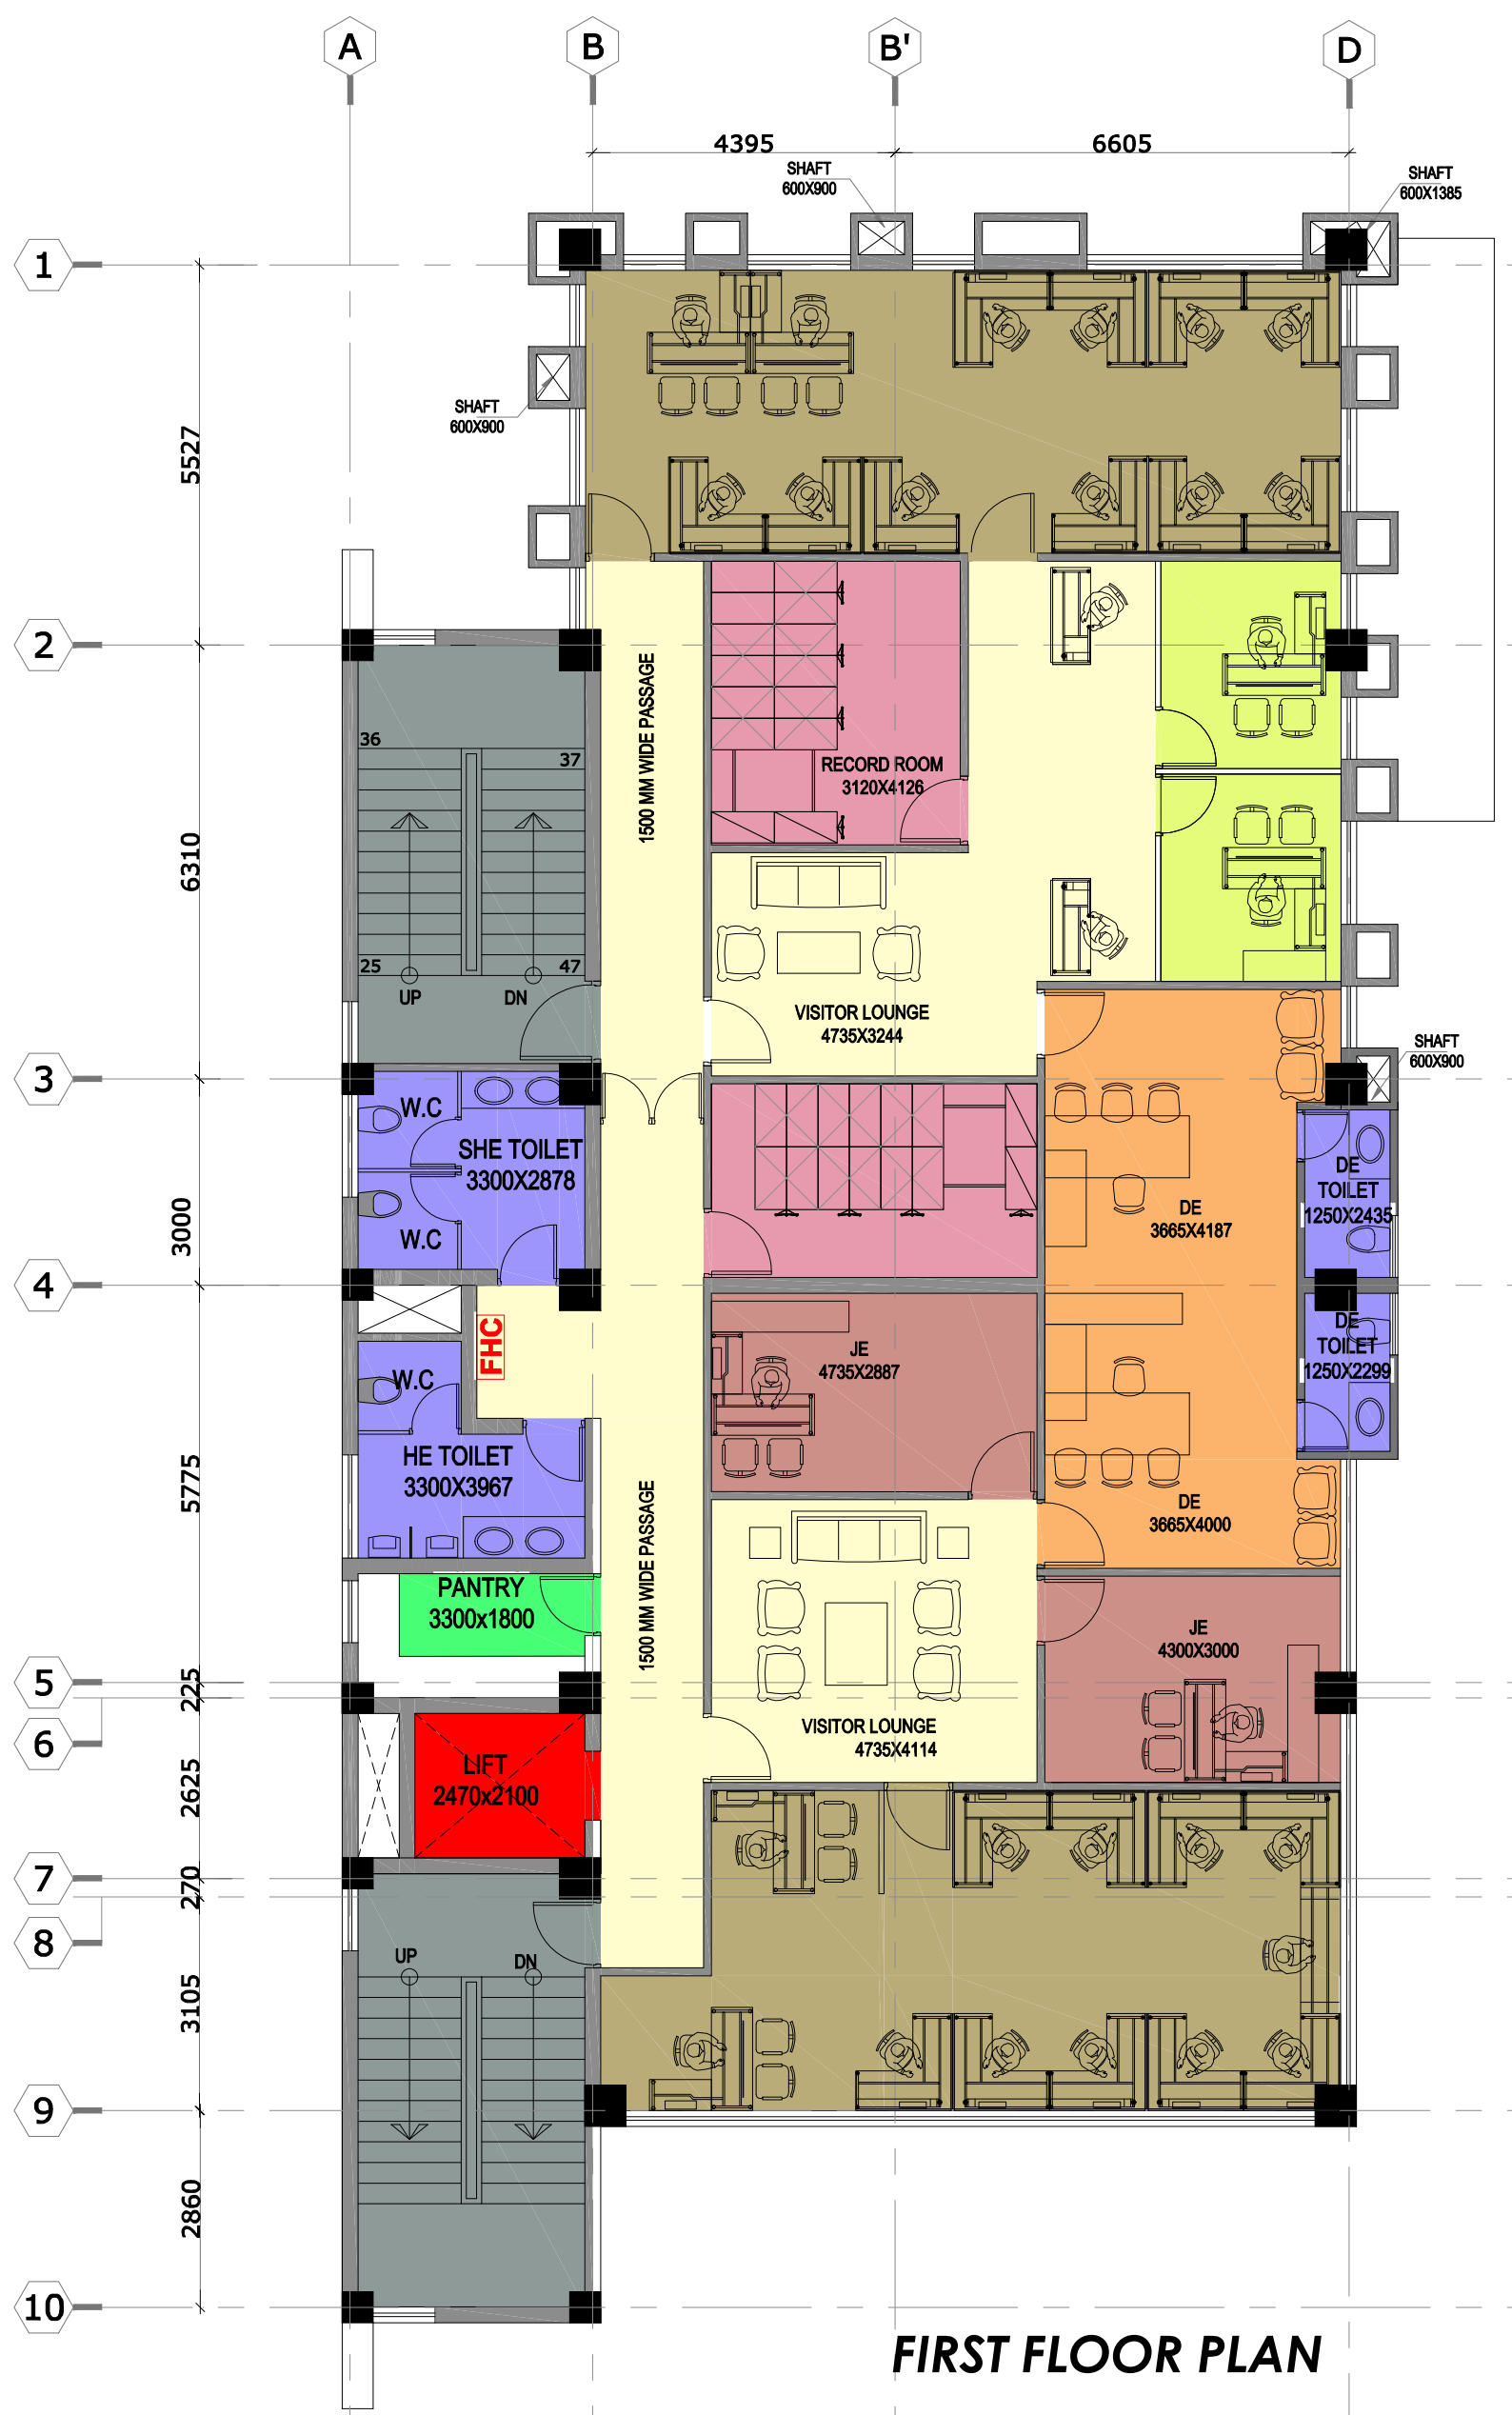 A
B
B'
D
4395
6605
SHAFT
600X900
SHAFT
600X1385
1
SHAFT
600X900
5527
2
36
37
1500 MM WIDE PASSAGE
RECORD ROOM
3120X4126
6310
25
47
UP
DN
VISITOR LOUNGE
4735X3244
SHAFT
600X900
3
W.C
SHE TOILET
3300X2878
W.C
3000
DE
TOILET
1250X2435
DE
3665X4187
4
FHC
JE
4735X2887
DE
TOILET
1250X2299
W.C
HE TOILET
3300X3967
5775
1500 MM WIDE PASSAGE
DE
3665X4000
PANTRY
3300x1800
JE
4300X3000
5
225
6
VISITOR LOUNGE
4735X4114
LIFT
2470x2100
2625
7
270
8
UP
DN
3105
9
2860
10
FIRST FLOOR PLAN